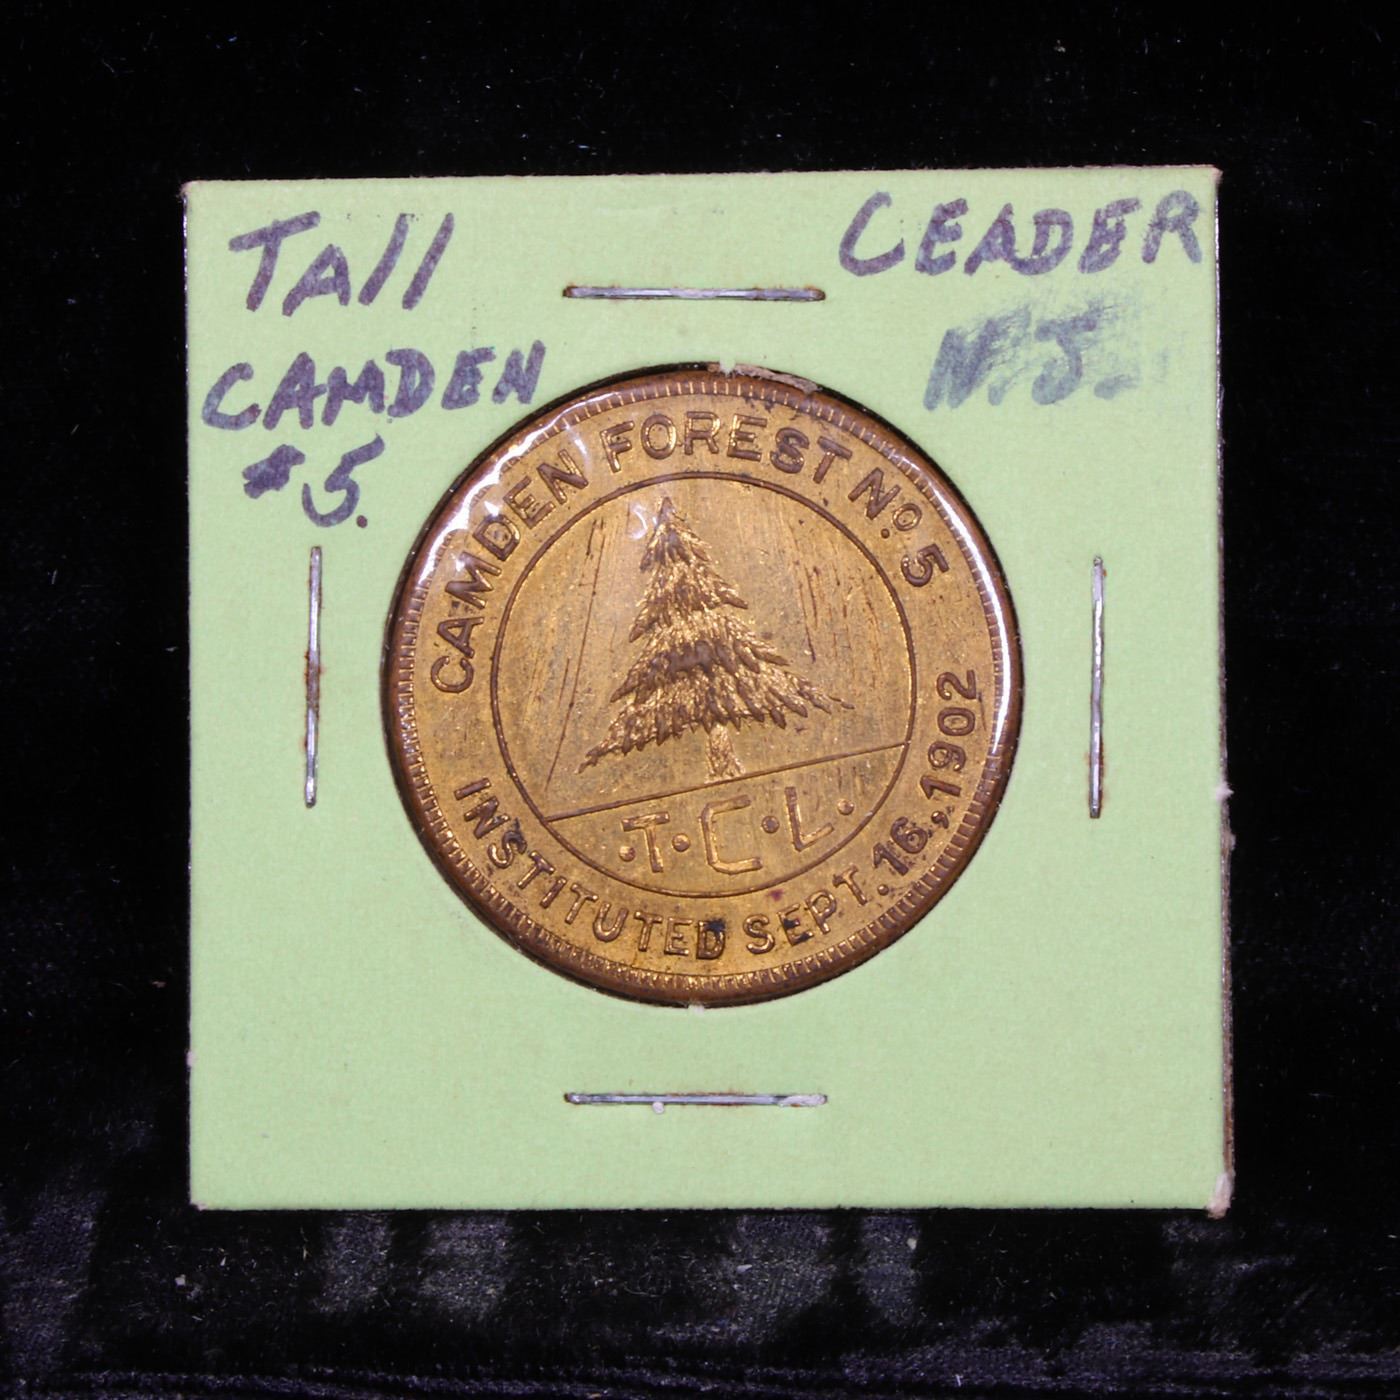 Tall CEADER
N.J.
CAMDEN
#5.
CAMDEN FOREST No. 5
·T·C·L·
INSTITUTED SEPT. 16, 1902